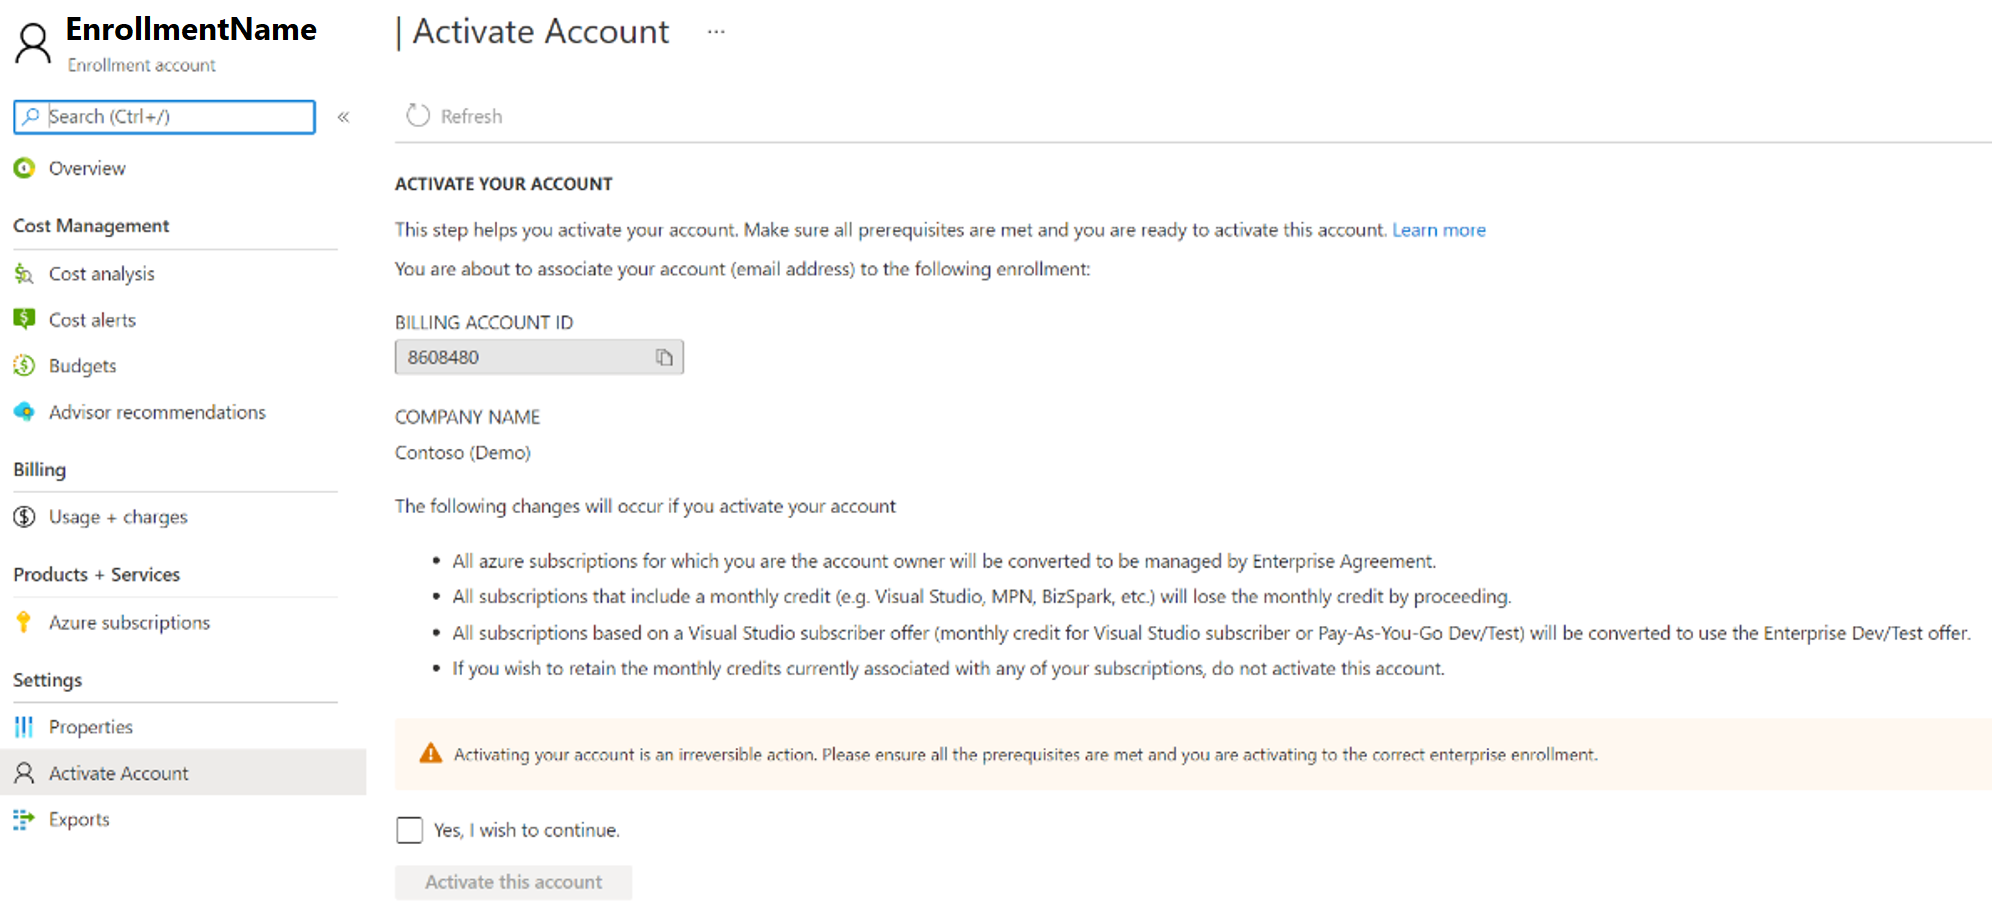 EnrollmentName
Enrollment account
| Activate Account ...
Search (Ctrl+/)
«
Refresh
Overview
Cost Management
Cost analysis
Cost alerts
Budgets
Advisor recommendations
Billing
Usage + charges
Products + Services
Azure subscriptions
Settings
Properties
Activate Account
Exports
ACTIVATE YOUR ACCOUNT
This step helps you activate your account. Make sure all prerequisites are met and you are ready to activate this account. Learn more
You are about to associate your account (email address) to the following enrollment:
BILLING ACCOUNT ID
8608480
COMPANY NAME
Contoso (Demo)
The following changes will occur if you activate your account
• All azure subscriptions for which you are the account owner will be converted to be managed by Enterprise Agreement.
• All subscriptions that include a monthly credit (e.g. Visual Studio, MPN, BizSpark, etc.) will lose the monthly credit by proceeding.
• All subscriptions based on a Visual Studio subscriber offer (monthly credit for Visual Studio subscriber or Pay-As-You-Go Dev/Test) will be converted to use the Enterprise Dev/Test offer.
• If you wish to retain the monthly credits currently associated with any of your subscriptions, do not activate this account.
Activating your account is an irreversible action. Please ensure all the prerequisites are met and you are activating to the correct enterprise enrollment.
Yes, I wish to continue.
Activate this account